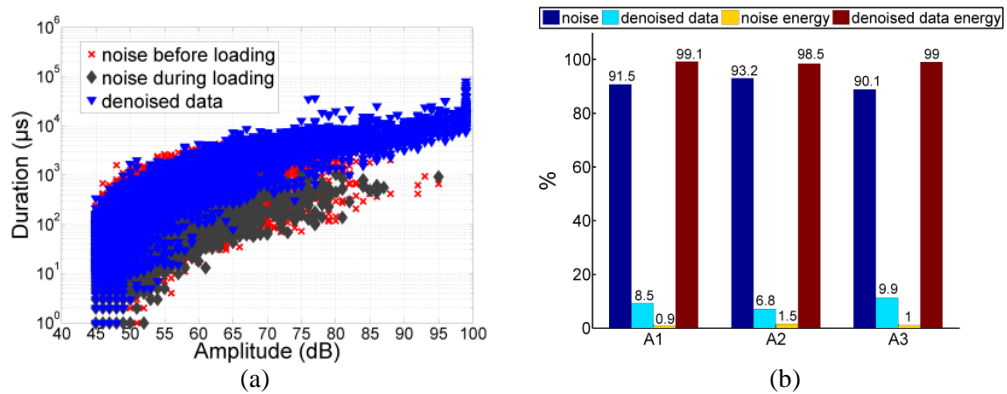 10⁶
10⁵
10⁴
10³
10²
10¹
10⁰
Duration (µs)
noise before loading
noise during loading
denoised data
40 45 50 55 60 65 70 75 80 85 90 95 100
Amplitude (dB)
(a)
noise denoised data noise energy denoised data energy
100
80
60
40
20
0
%
91.5 8.5 0.9 99.1
93.2 6.8 1.5 98.5
90.1 9.9 1 99
A1 A2 A3
(b)